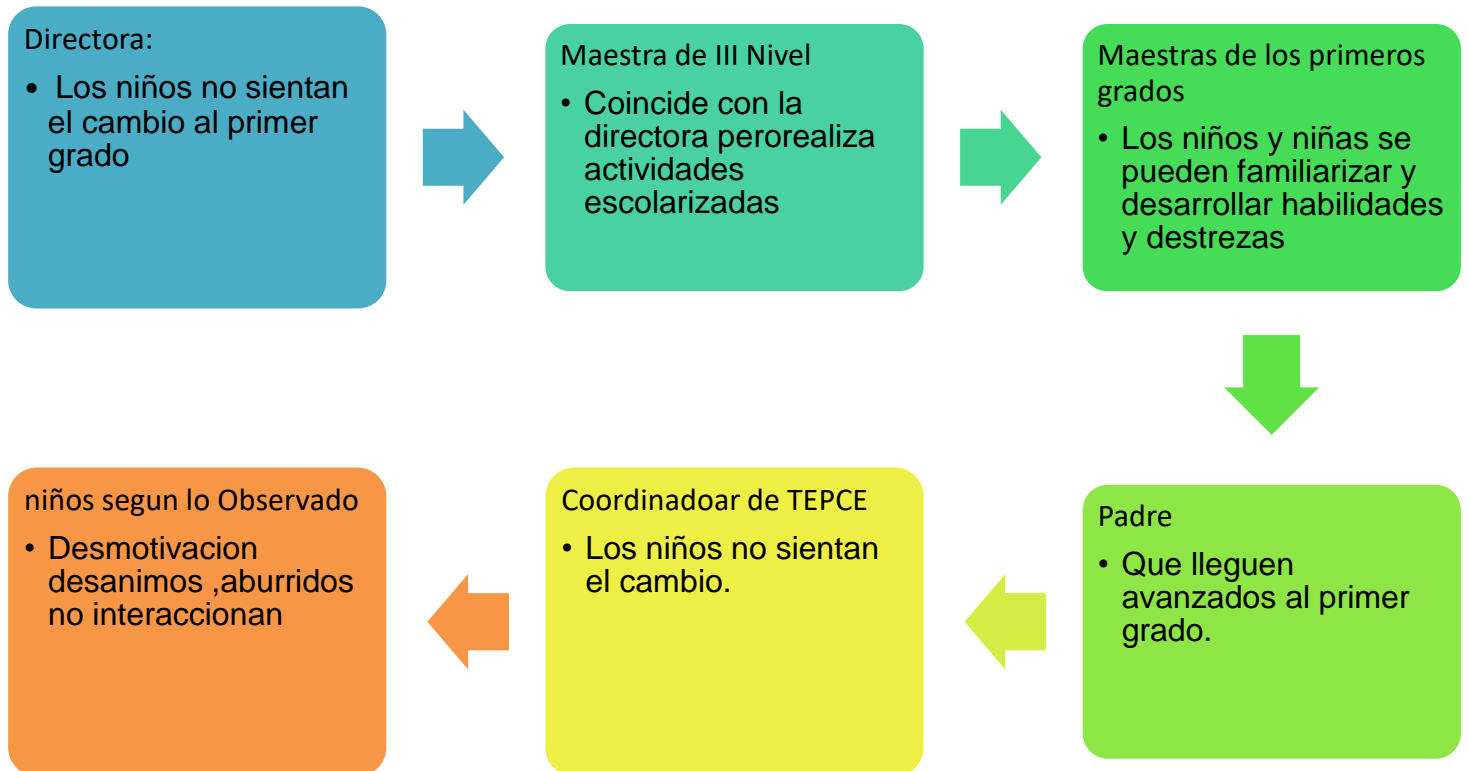 Directora:
• Los niños no sientan
el cambio al primer
grado
Maestra de III Nivel
• Coincide con la
directora perorealiza
actividades
escolarizadas
Maestras de los primeros
grados
• Los niños y niñas se
pueden familiarizar y
desarrollar habilidades
y destrezas
Padre
• Que lleguen
avanzados al primer
grado.
Coordinadoar de TEPCE
• Los niños no sientan
el cambio.
niños segun lo Observado
• Desmotivacion
desanimos ,aburridos
no interaccionan